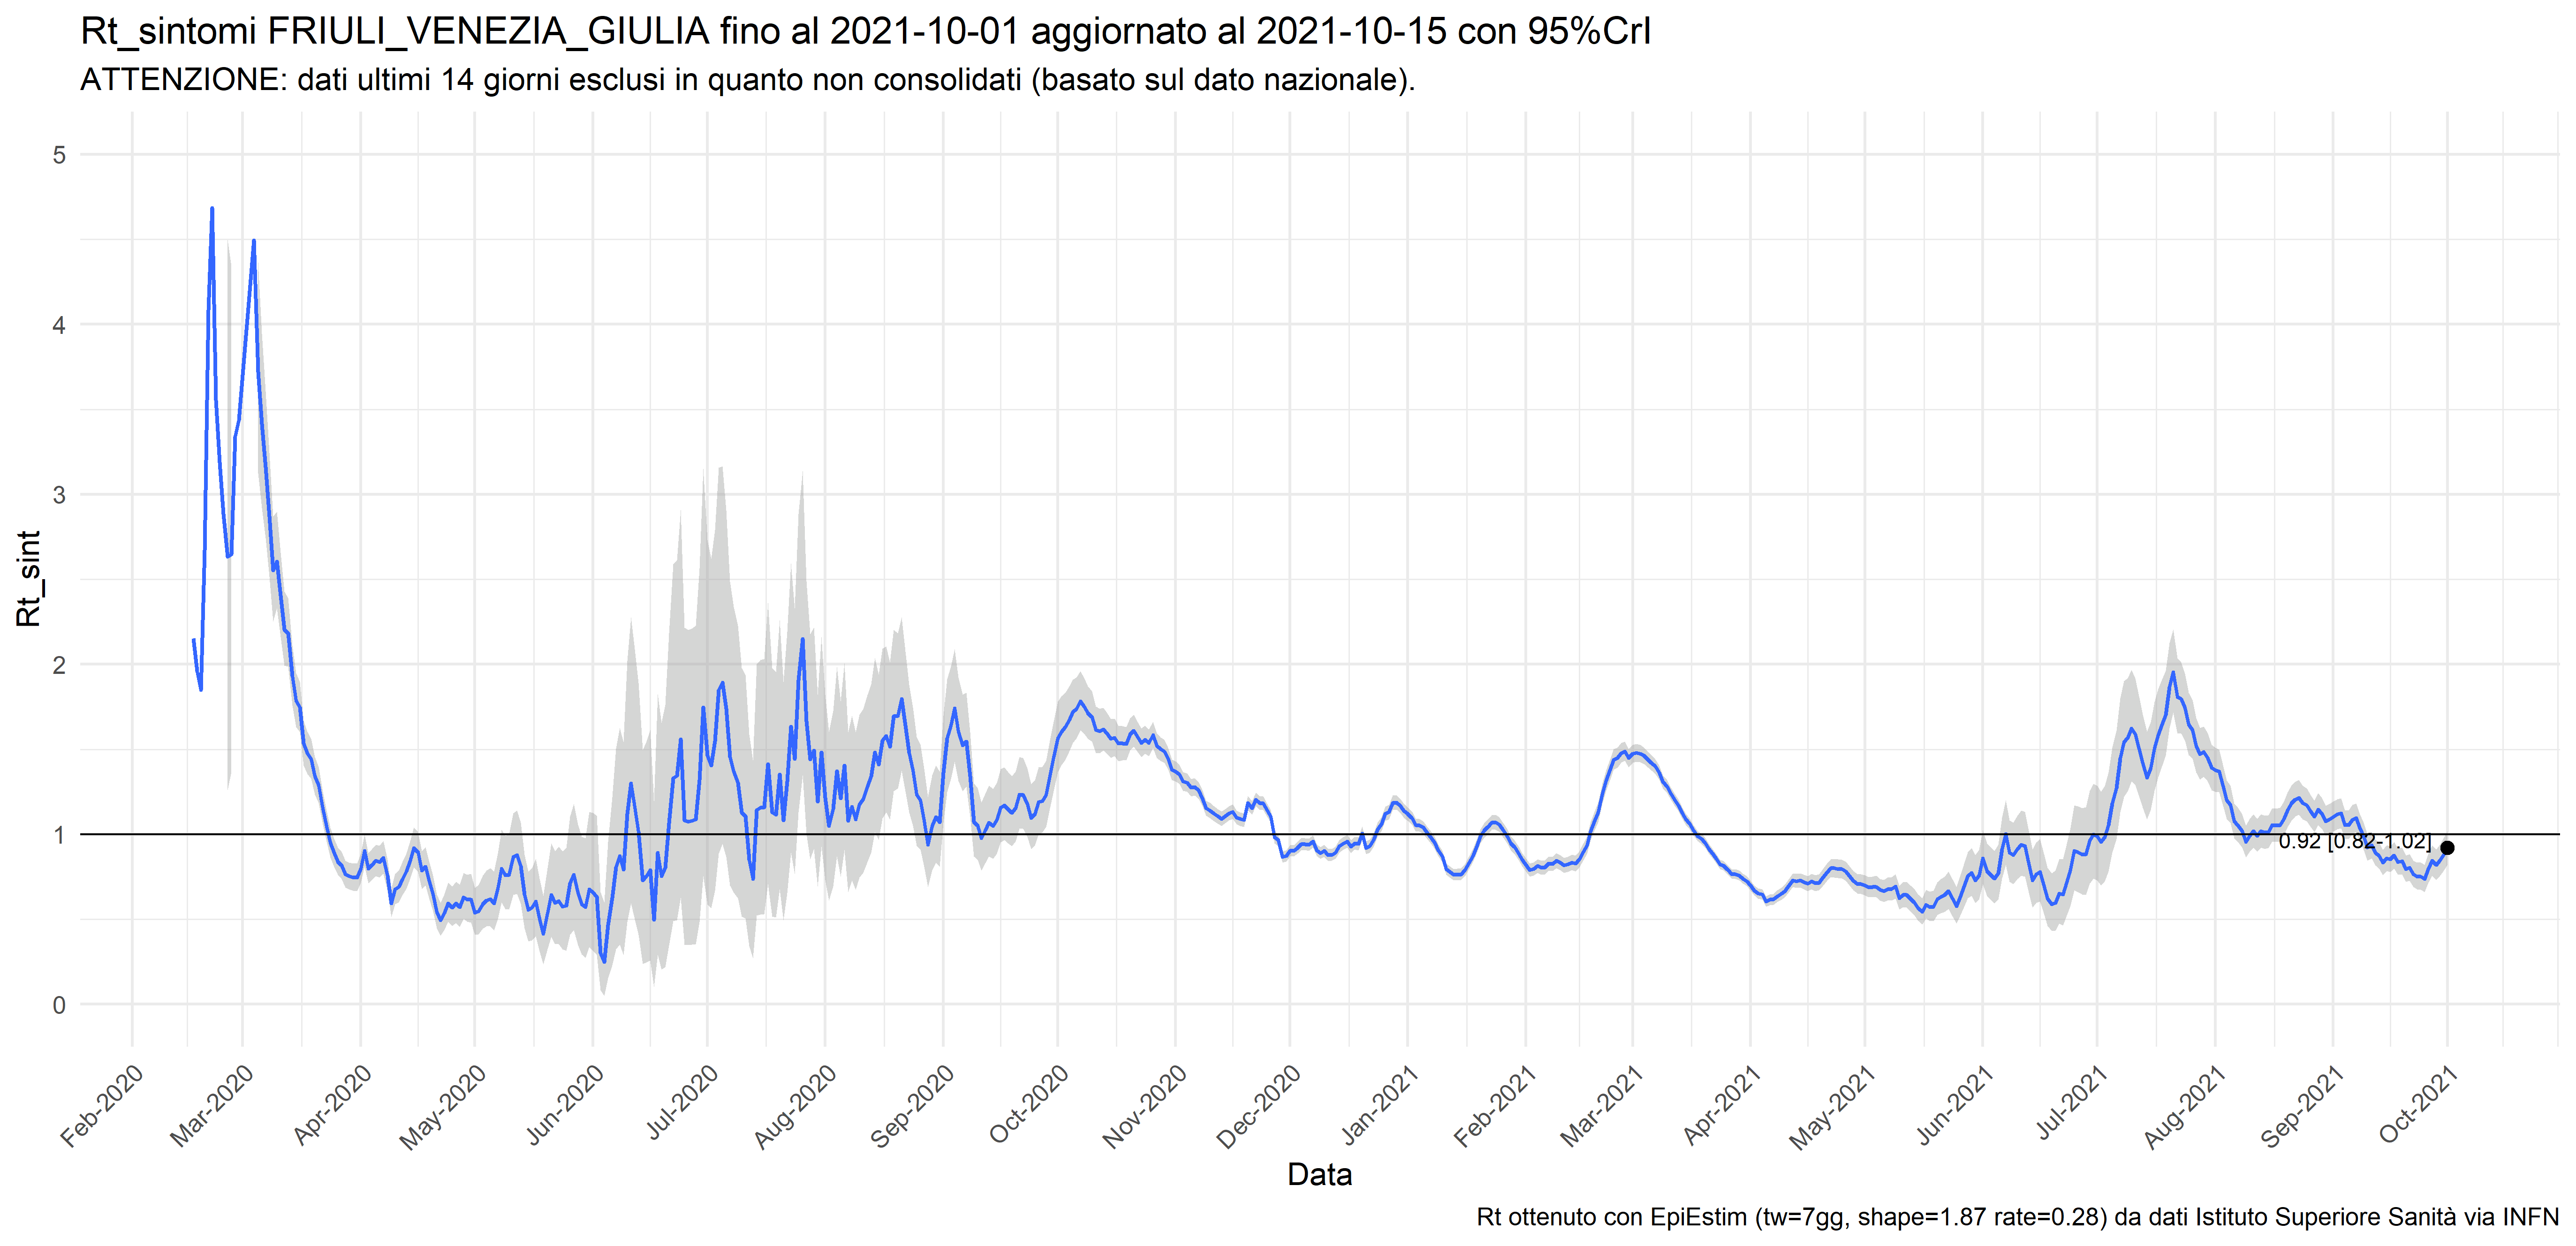 Rt_sintomi FRIULI_VENEZIA_GIULIA fino al 2021-10-01 aggiornato al 2021-10-15 con 95%CrI
ATTENZIONE: dati ultimi 14 giorni esclusi in quanto non consolidati (basato sul dato nazionale).
5
4
3
2
1
0
Rt_sint
0.92 [0.82-1.02]
Feb-2020
Mar-2020
Apr-2020
May-2020
Jun-2020
Jul-2020
Aug-2020
Sep-2020
Oct-2020
Nov-2020
Dec-2020
Jan-2021
Feb-2021
Mar-2021
Apr-2021
May-2021
Jun-2021
Jul-2021
Aug-2021
Sep-2021
Oct-2021
Data
Rt ottenuto con EpiEstim (tw=7gg, shape=1.87 rate=0.28) da dati Istituto Superiore Sanità via INFN